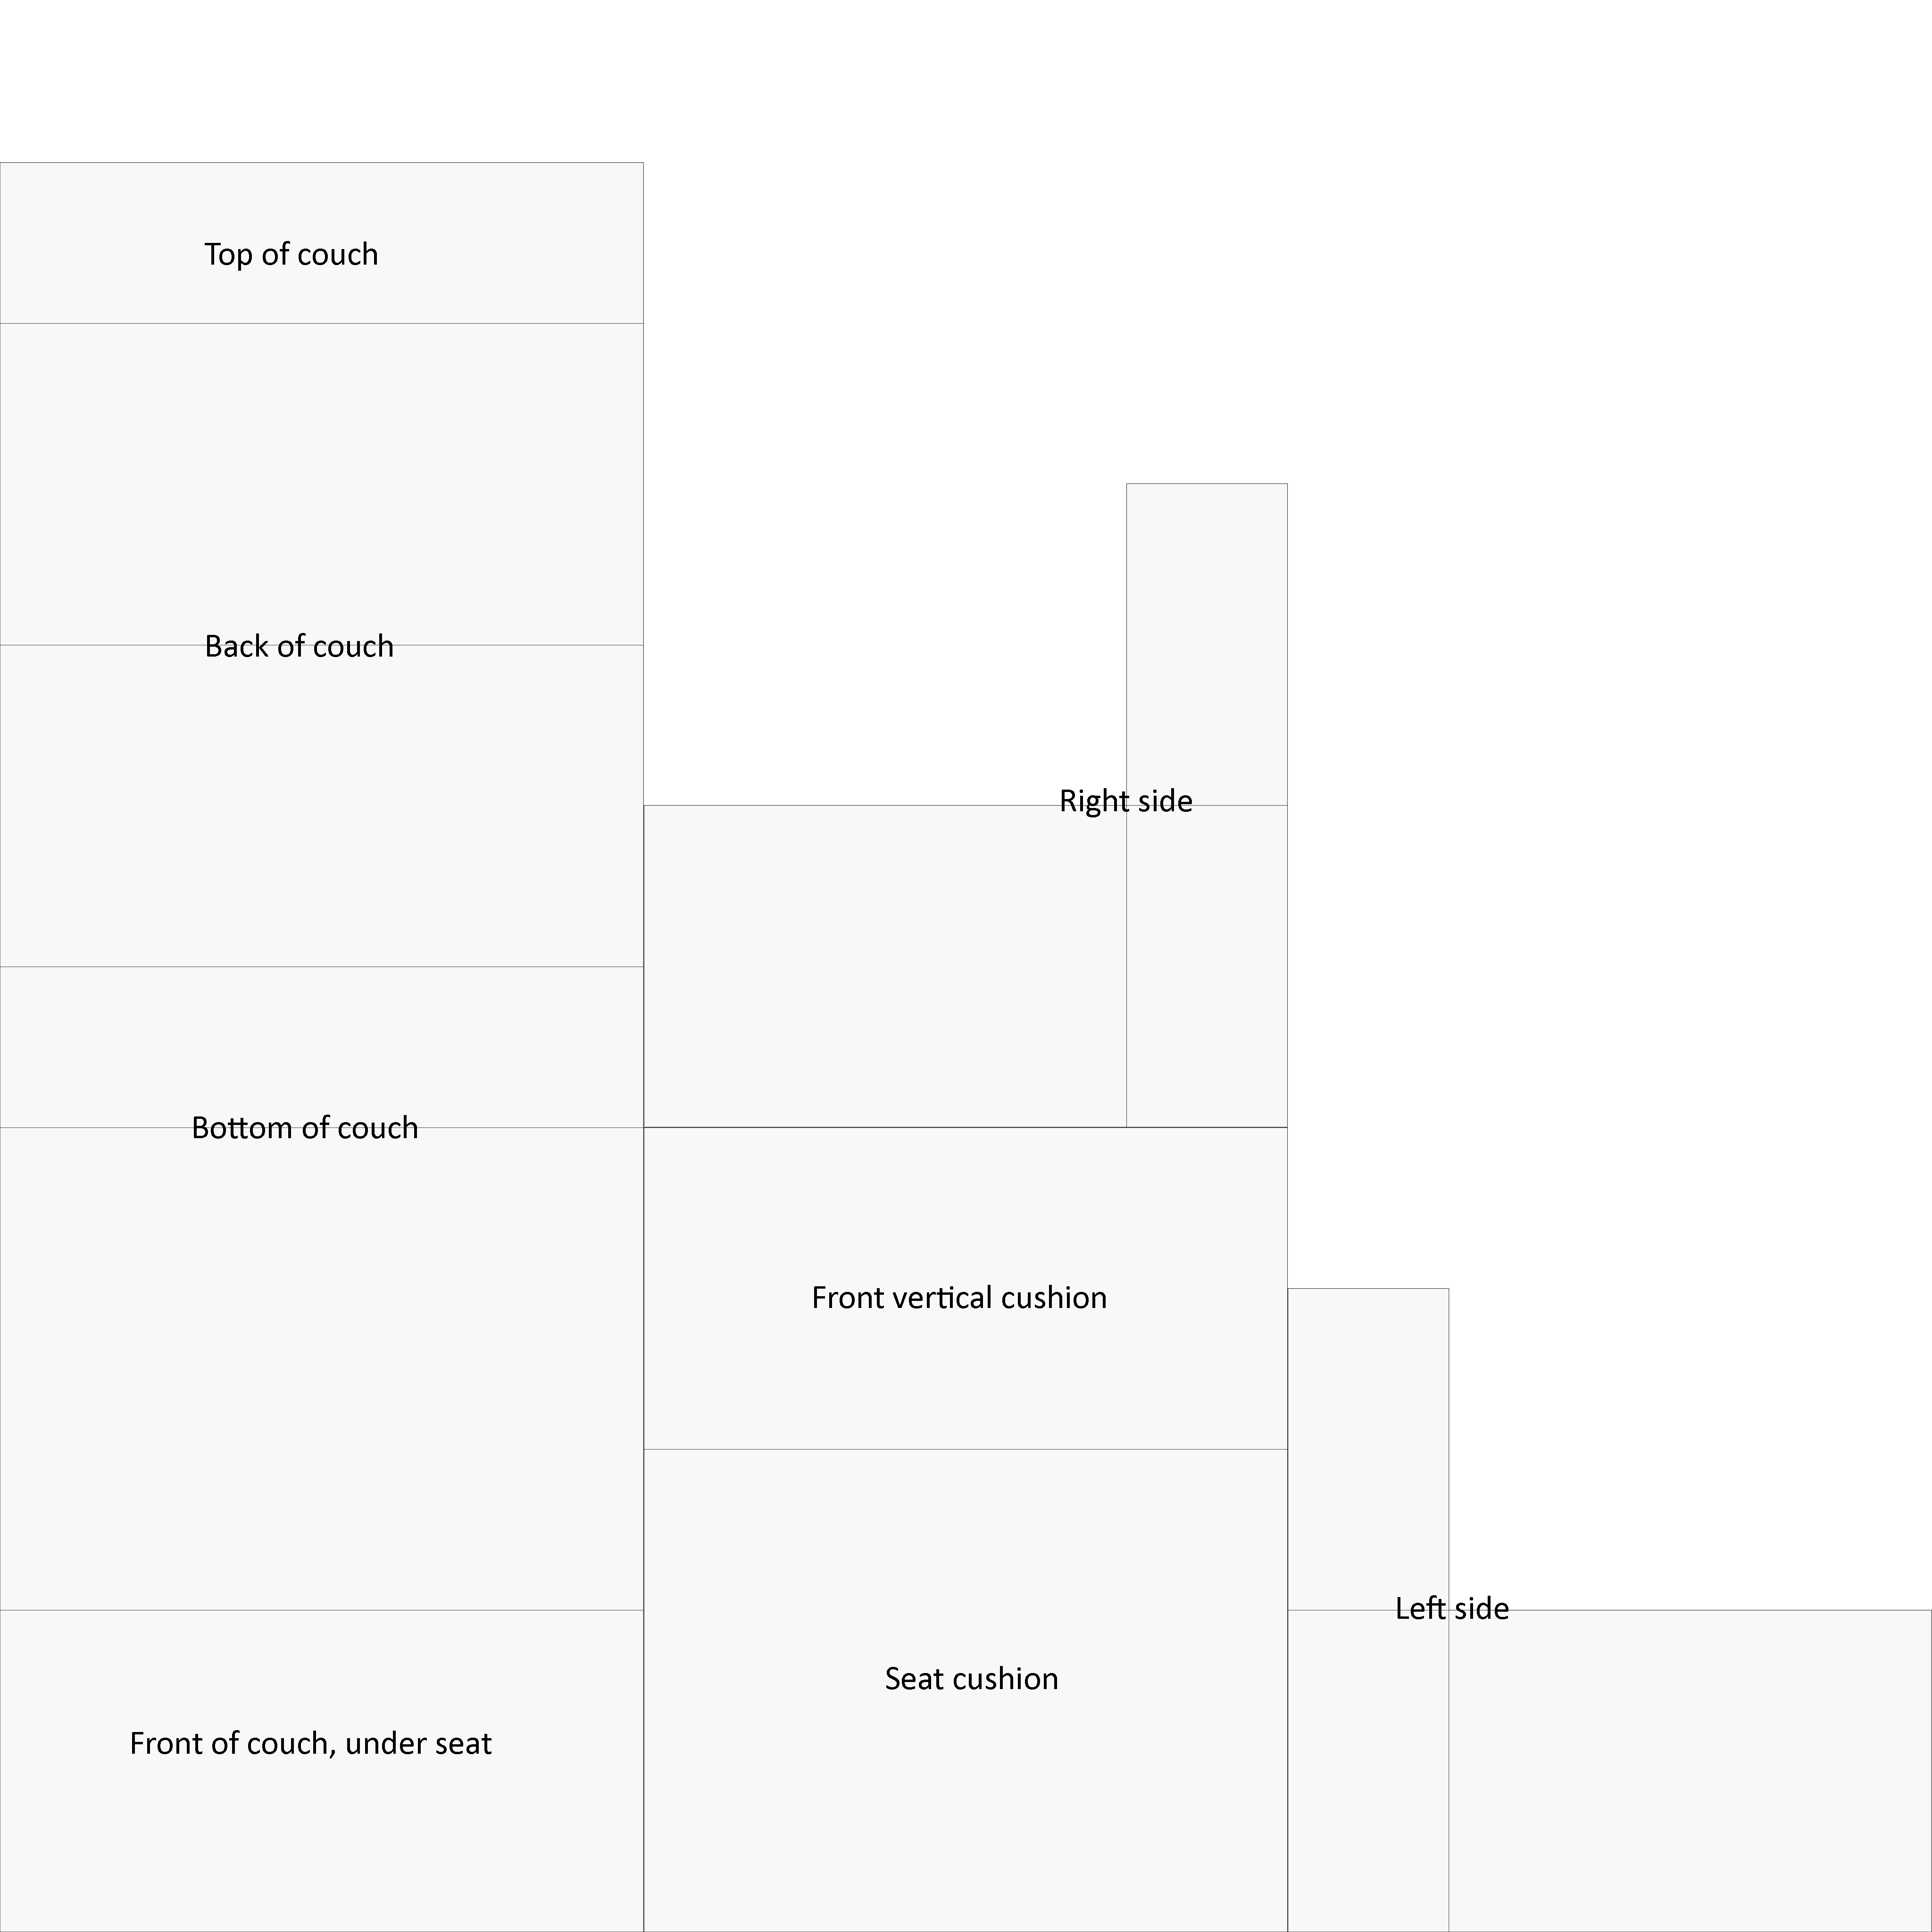 Top of couch
Back of couch
Right side
Bottom of couch
Front vertical cushion
Left side
Seat cushion
Front of couch, under seat